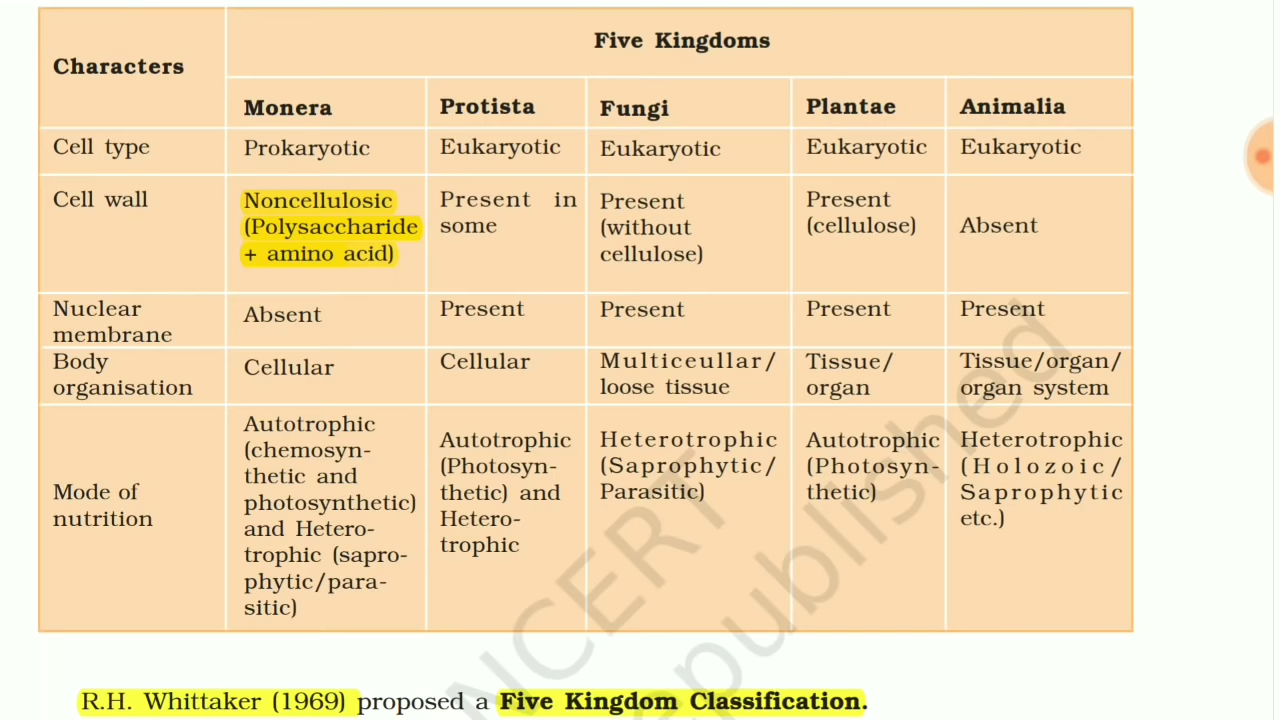 Characters
Five Kingdoms
Monera
Protista
Fungi
Plantae
Animalia
Cell type
Prokaryotic
Eukaryotic
Eukaryotic
Eukaryotic
Eukaryotic
Cell wall
Noncellulosic
(Polysaccharide
+ amino acid)
Present in
some
Present
(without
cellulose)
Present
(cellulose)
Absent
Nuclear
membrane
Absent
Present
Present
Present
Present
Body
organisation
Cellular
Cellular
Multiceullar/
loose tissue
Tissue/
organ
Tissue/organ/
organ system
Mode of
nutrition
Autotrophic
(chemosyn-
thetic and
photosynthetic)
and Hetero-
trophic (sapro-
phytic/para-
sitic)
Autotrophic
(Photosyn-
thetic) and
Hetero-
trophic
Heterotrophic
(Saprophytic/
Parasitic)
Autotrophic
(Photosyn-
thetic)
Heterotrophic
(Holozoic/
Saprophytic
etc.)
NCERT
republished
R.H. Whittaker (1969) proposed a Five Kingdom Classification.